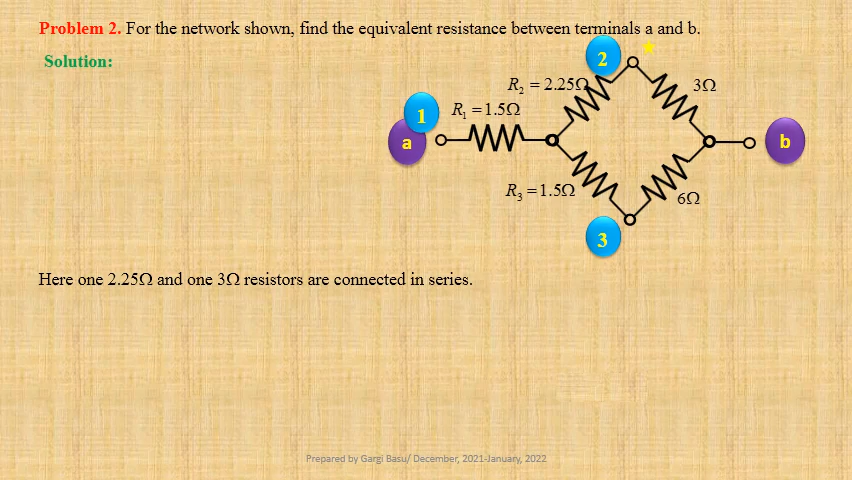 Problem 2. For the network shown, find the equivalent resistance between terminals a and b.
Solution:
2
R₂ = 2.25Ω
3Ω
1
R₁ = 1.5Ω
a
b
R₃ = 1.5Ω
6Ω
3
Here one 2.25Ω and one 3Ω resistors are connected in series.
Prepared by Gargi Basu/ December, 2021-January, 2022